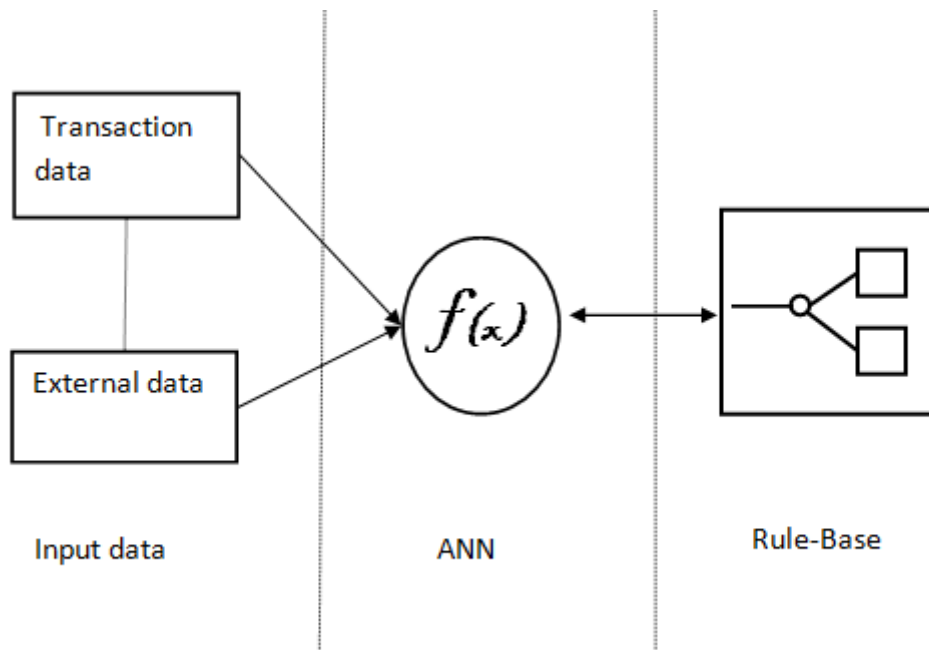 Transaction
data
External data
f(x)
Input data
ANN
Rule-Base